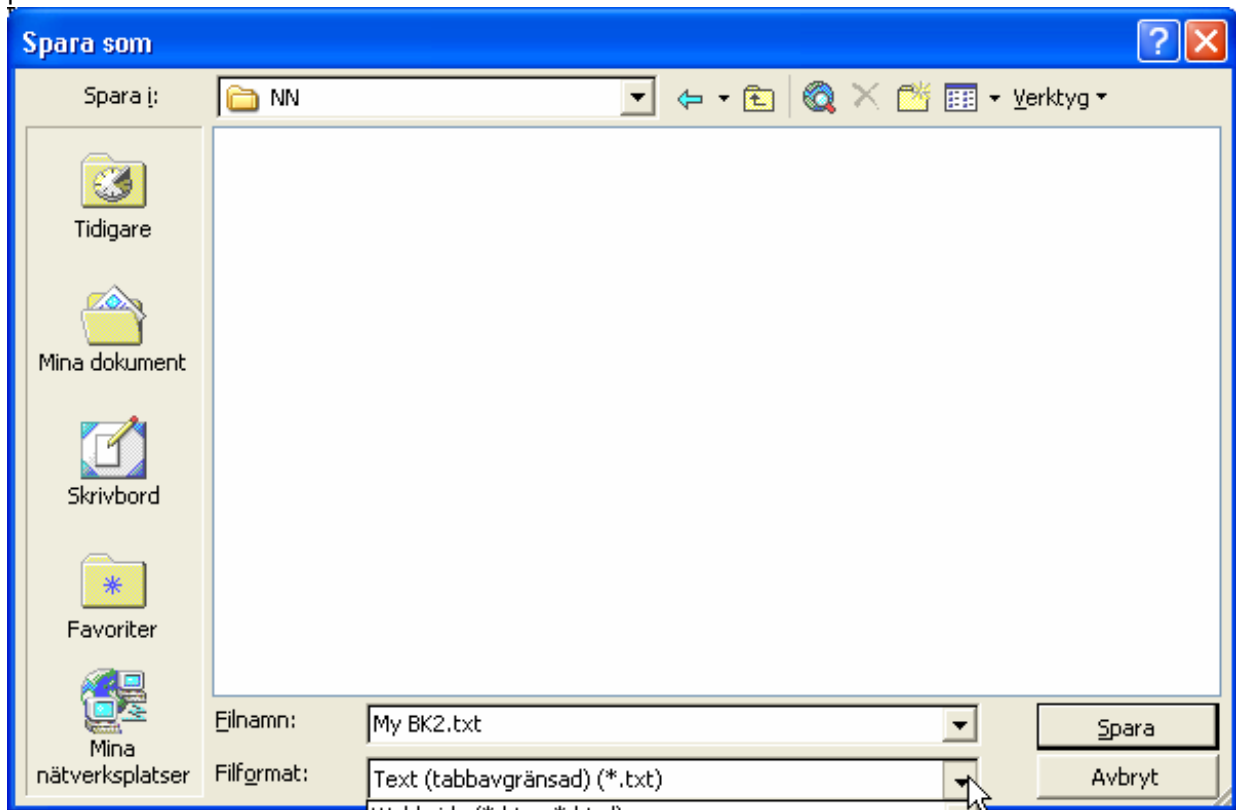 Spara som
Spara i:
NN
Verktyg
Tidigare
Mina dokument
Skrivbord
Favoriter
Mina
nätverksplatser
Filnamn:
My BK2.txt
Spara
Filformat:
Text (tabbavgränsad) (*.txt)
Avbryt